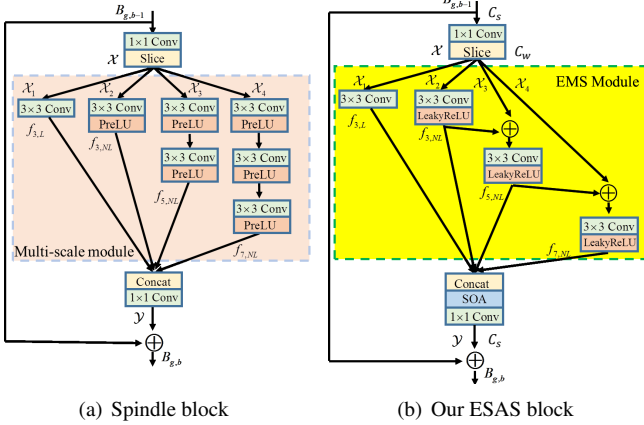 B_{g,b-1}
1×1 Conv
𝒳 Slice
𝒳_1 𝒳_2 𝒳_3 𝒳_4
3×3 Conv 3×3 Conv 3×3 Conv 3×3 Conv
PreLU PreLU PreLU
f_{3,L} f_{3,NL}
3×3 Conv 3×3 Conv
PreLU PreLU
f_{5,NL}
3×3 Conv
PreLU
Multi-scale module
f_{7,NL}
Concat
1×1 Conv
𝒴
B_{g,b}
(a) Spindle block
B_{g,b-1} C_s
1×1 Conv
𝒳 Slice C_w
EMS Module
𝒳_1 𝒳_2 𝒳_3 𝒳_4
3×3 Conv 3×3 Conv
LeakyReLU
f_{3,L} f_{3,NL}
3×3 Conv
LeakyReLU
f_{5,NL}
3×3 Conv
LeakyReLU
f_{7,NL}
Concat
SOA
1×1 Conv
𝒴 C_s
B_{g,b}
(b) Our ESAS block